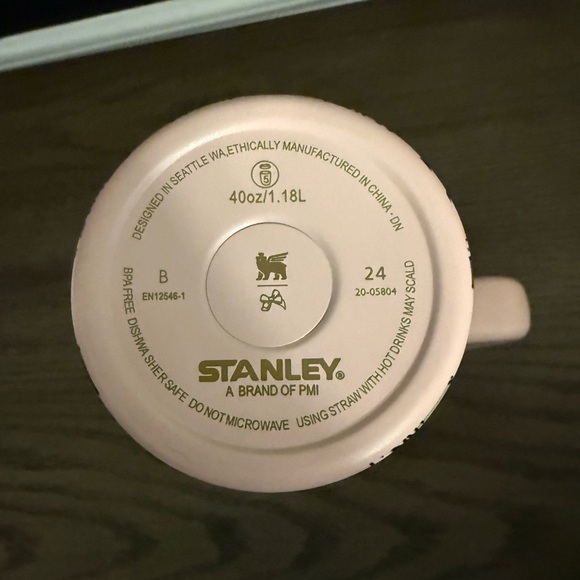 DESIGNED IN SEATTLE WA,ETHICALLY MANUFACTURED IN CHINA · DN
40oz/1.18L
B
EN12546-1
24
20-05804
STANLEY®
A BRAND OF PMI
BPA FREE DISHWASHER SAFE DO NOT MICROWAVE USING STRAW WITH HOT DRINKS MAY SCALD